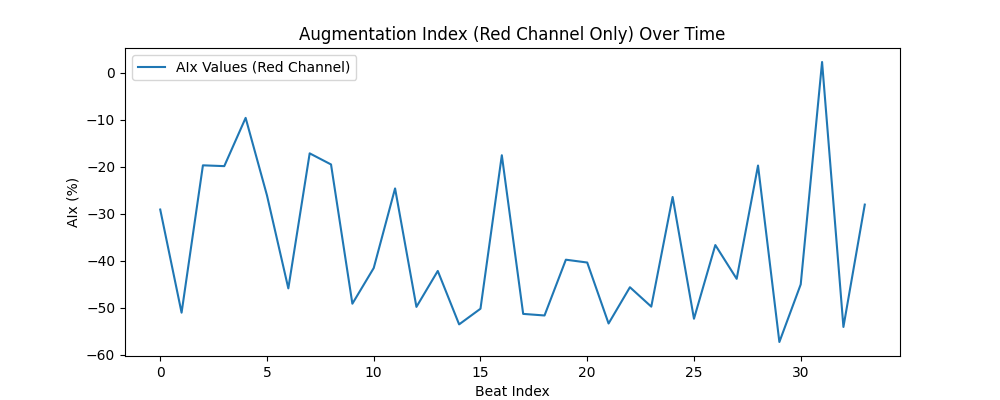 Augmentation Index (Red Channel Only) Over Time
AIx Values (Red Channel)
0
−10
−20
−30
−40
−50
−60
AIx (%)
0 5 10 15 20 25 30
Beat Index